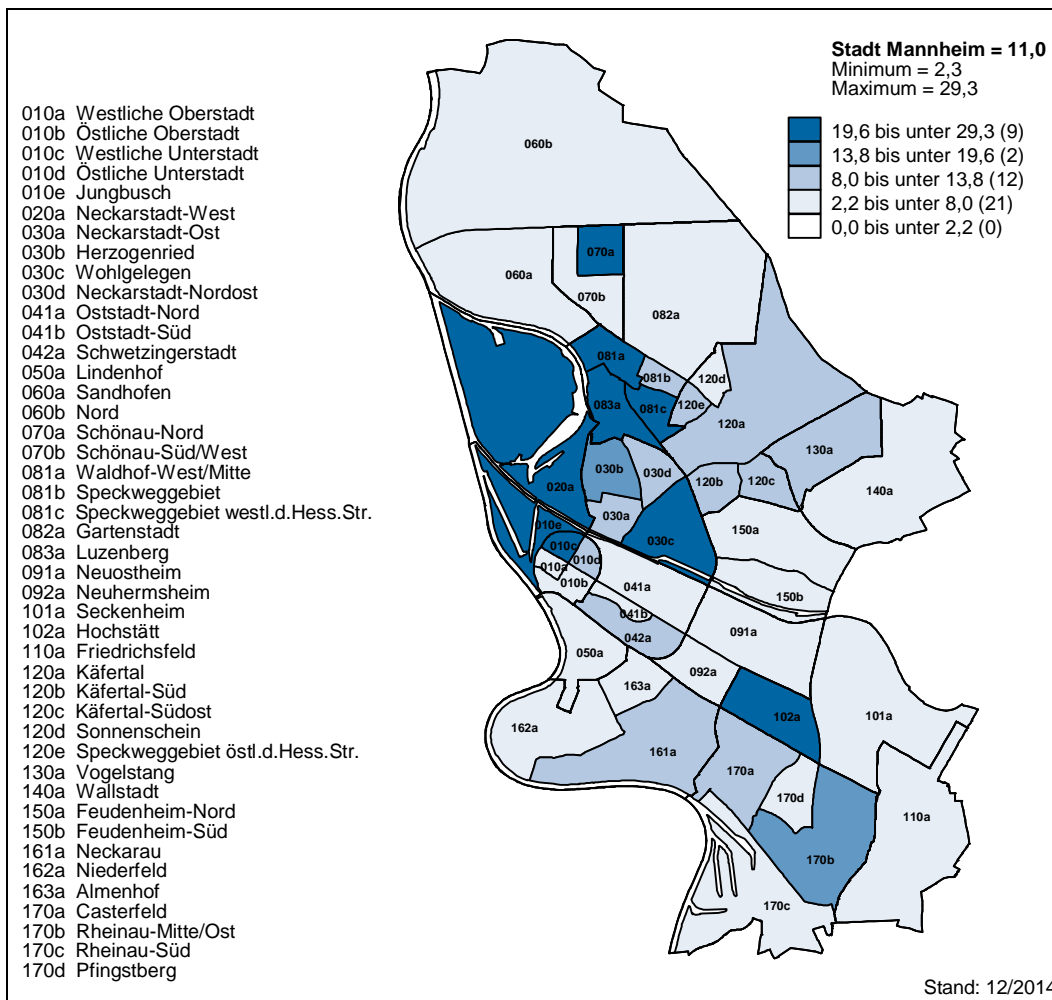 Stadt Mannheim = 11,0
Minimum = 2,3
Maximum = 29,3
19,6 bis unter 29,3 (9)
13,8 bis unter 19,6 (2)
8,0 bis unter 13,8 (12)
2,2 bis unter 8,0 (21)
0,0 bis unter 2,2 (0)
010a Westliche Oberstadt
010b Östliche Oberstadt
010c Westliche Unterstadt
010d Östliche Unterstadt
010e Jungbusch
020a Neckarstadt-West
030a Neckarstadt-Ost
030b Herzogenried
030c Wohlgelegen
030d Neckarstadt-Nordost
041a Oststadt-Nord
041b Oststadt-Süd
042a Schwetzingerstadt
050a Lindenhof
060a Sandhofen
060b Nord
070a Schönau-Nord
070b Schönau-Süd/West
081a Waldhof-West/Mitte
081b Speckweggebiet
081c Speckweggebiet westl.d.Hess.Str.
082a Gartenstadt
083a Luzenberg
091a Neuostheim
092a Neuhermsheim
101a Seckenheim
102a Hochstätt
110a Friedrichsfeld
120a Käfertal
120b Käfertal-Süd
120c Käfertal-Südost
120d Sonnenschein
120e Speckweggebiet östl.d.Hess.Str.
130a Vogelstang
140a Wallstadt
150a Feudenheim-Nord
150b Feudenheim-Süd
161a Neckarau
162a Niederfeld
163a Almenhof
170a Casterfeld
170b Rheinau-Mitte/Ost
170c Rheinau-Süd
170d Pfingstberg
060b
070a
060a
070b
082a
081a
081b
120d
083a
081c
120e
120a
130a
030b
030d
120b
120c
020a
140a
030a
010e
030c
150a
010c
010d
010a
010b
041a
150b
041b
042a
091a
050a
092a
163a
102a
101a
162a
161a
170a
170d
110a
170b
170c
Stand: 12/2014